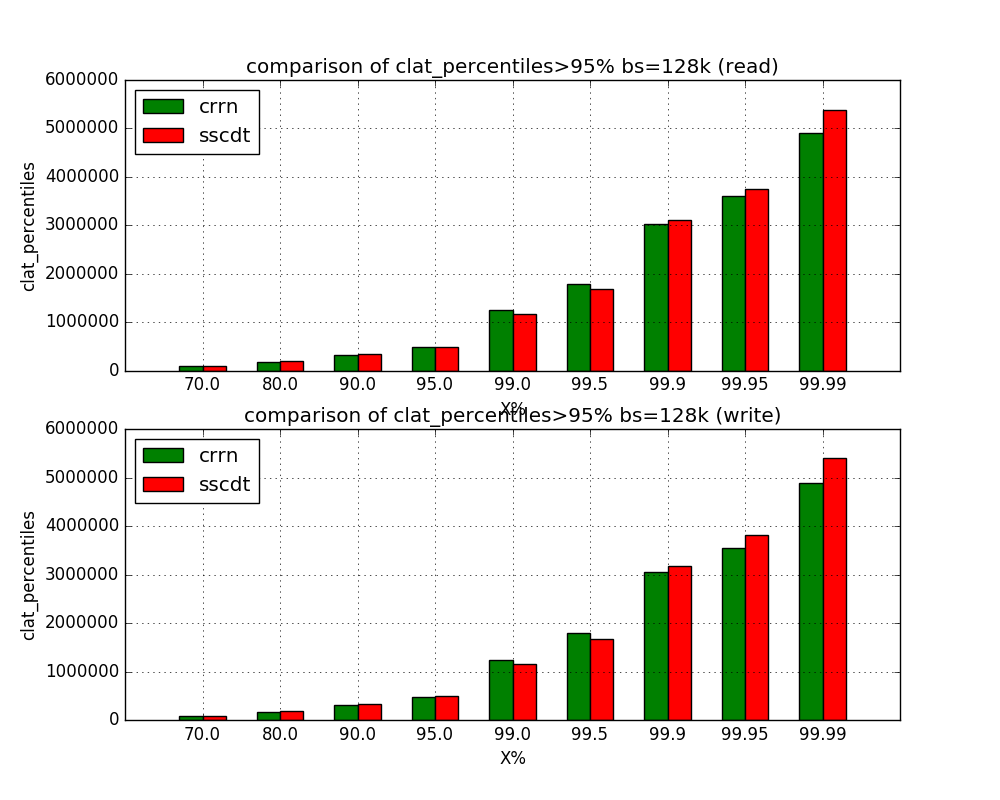 comparison of clat_percentiles>95% bs=128k (read)
6000000
5000000
4000000
3000000
2000000
1000000
0
clat_percentiles
crrn
sscdt
70.0 80.0 90.0 95.0 99.0 99.5 99.9 99.95 99.99
X%
comparison of clat_percentiles>95% bs=128k (write)
6000000
5000000
4000000
3000000
2000000
1000000
0
clat_percentiles
crrn
sscdt
70.0 80.0 90.0 95.0 99.0 99.5 99.9 99.95 99.99
X%